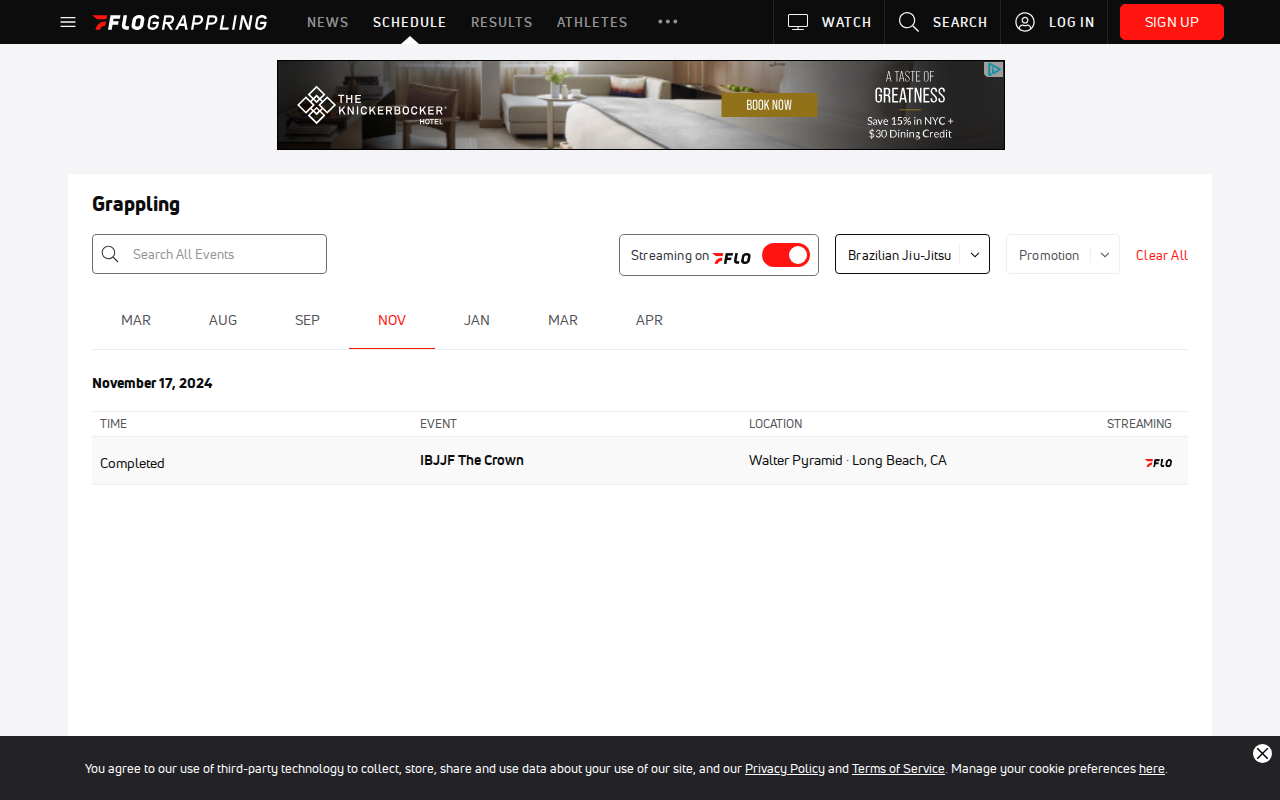 FLOGRAPPLING NEWS SCHEDULE RESULTS ATHLETES WATCH SEARCH LOG IN SIGN UP
THE KNICKERBOCKER HOTEL
BOOK NOW
A TASTE OF
GREATNESS
Save 15% in NYC +
$30 Dining Credit
Grappling
Search All Events Streaming on FLO Brazilian Jiu-Jitsu Promotion Clear All
MAR AUG SEP NOV JAN MAR APR
November 17, 2024
TIME EVENT LOCATION STREAMING
Completed IBJJF The Crown Walter Pyramid · Long Beach, CA FLO
You agree to our use of third-party technology to collect, store, share and use data about your use of our site, and our Privacy Policy and Terms of Service. Manage your cookie preferences here.